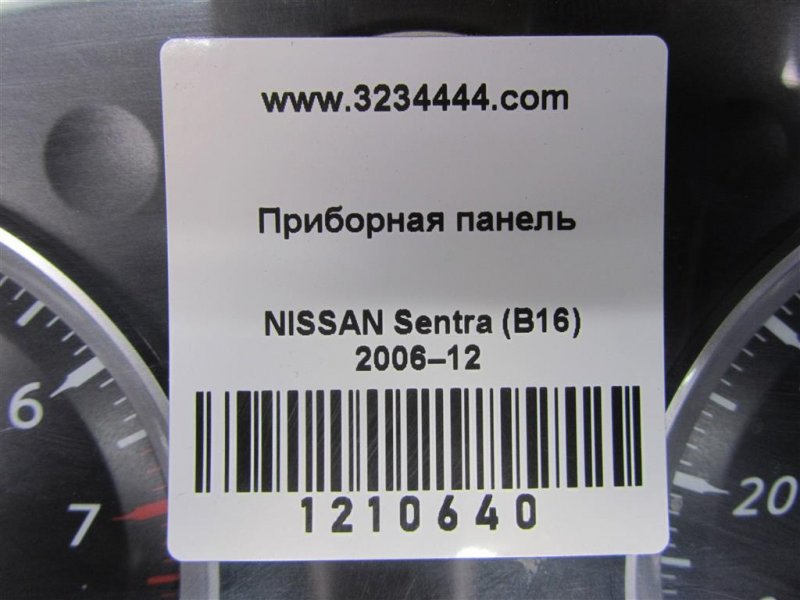 www.3234444.com
Приборная панель
NISSAN Sentra (B16)
2006–12
1210640
6
7
20